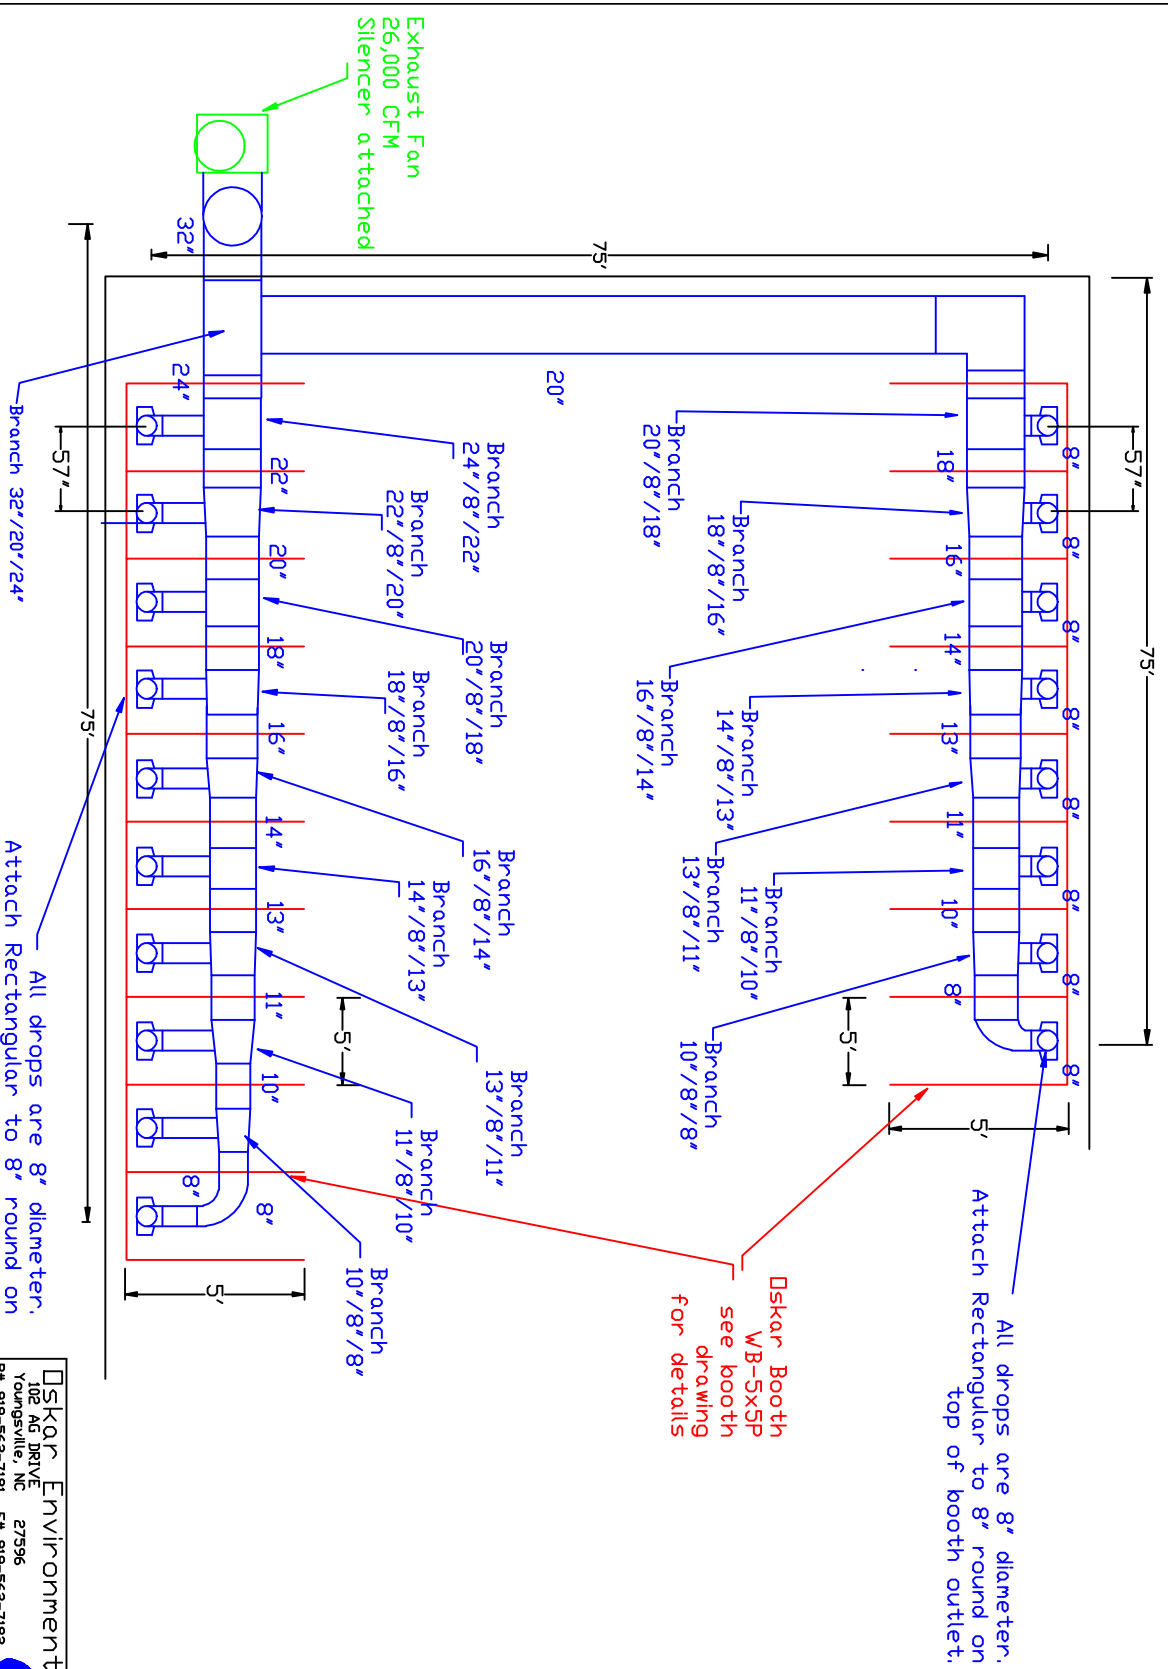 Exhaust Fan
26,000 CFM
Silencer attached
32"
75'
75'
75'
20"
24"
22"
20"
18"
16"
14"
13"
11"
10"
8"
8"
18"
16"
14"
13"
11"
10"
8"
8"
8"
8"
8"
8"
8"
8"
8"
57"
57"
5'
5'
5'
5'
Branch 32"/20"/24"
Branch
24"/8"/22"
Branch
22"/8"/20"
Branch
20"/8"/18"
Branch
18"/8"/16"
Branch
16"/8"/14"
Branch
14"/8"/13"
Branch
13"/8"/11"
Branch
11"/8"/10"
Branch
10"/8"/8"
Branch
20"/8"/18"
Branch
18"/8"/16"
Branch
16"/8"/14"
Branch
14"/8"/13"
Branch
13"/8"/11"
Branch
11"/8"/10"
Branch
10"/8"/8"
All drops are 8" diameter.
Attach Rectangular to 8" round on
top of booth outlet.
Oskar Booth
WB-5x5P
see booth
drawing
for details
All drops are 8" diameter.
Attach Rectangular to 8" round on
Oskar Environment
102 AG DRIVE
Youngsville, NC 27596